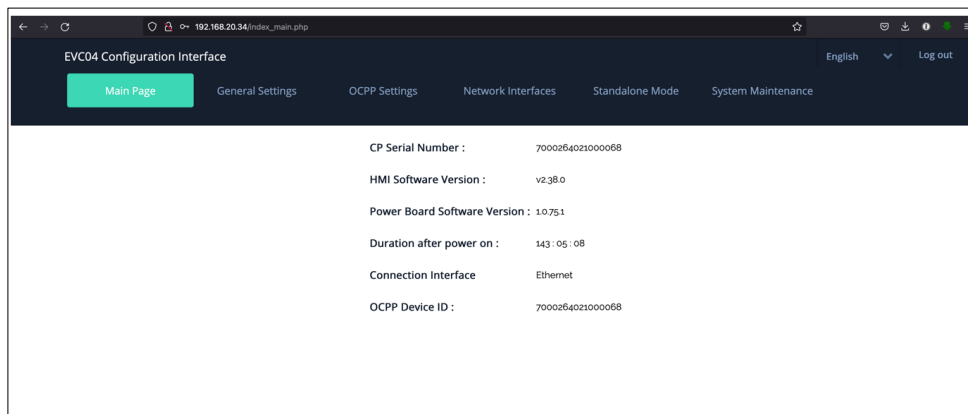 192.168.20.34/index_main.php
EVC04 Configuration Interface
English
Log out
Main Page
General Settings
OCPP Settings
Network Interfaces
Standalone Mode
System Maintenance
CP Serial Number : 7000264021000068
HMI Software Version : v2.38.0
Power Board Software Version : 1.0.75.1
Duration after power on : 143 : 05 : 08
Connection Interface Ethernet
OCPP Device ID : 7000264021000068